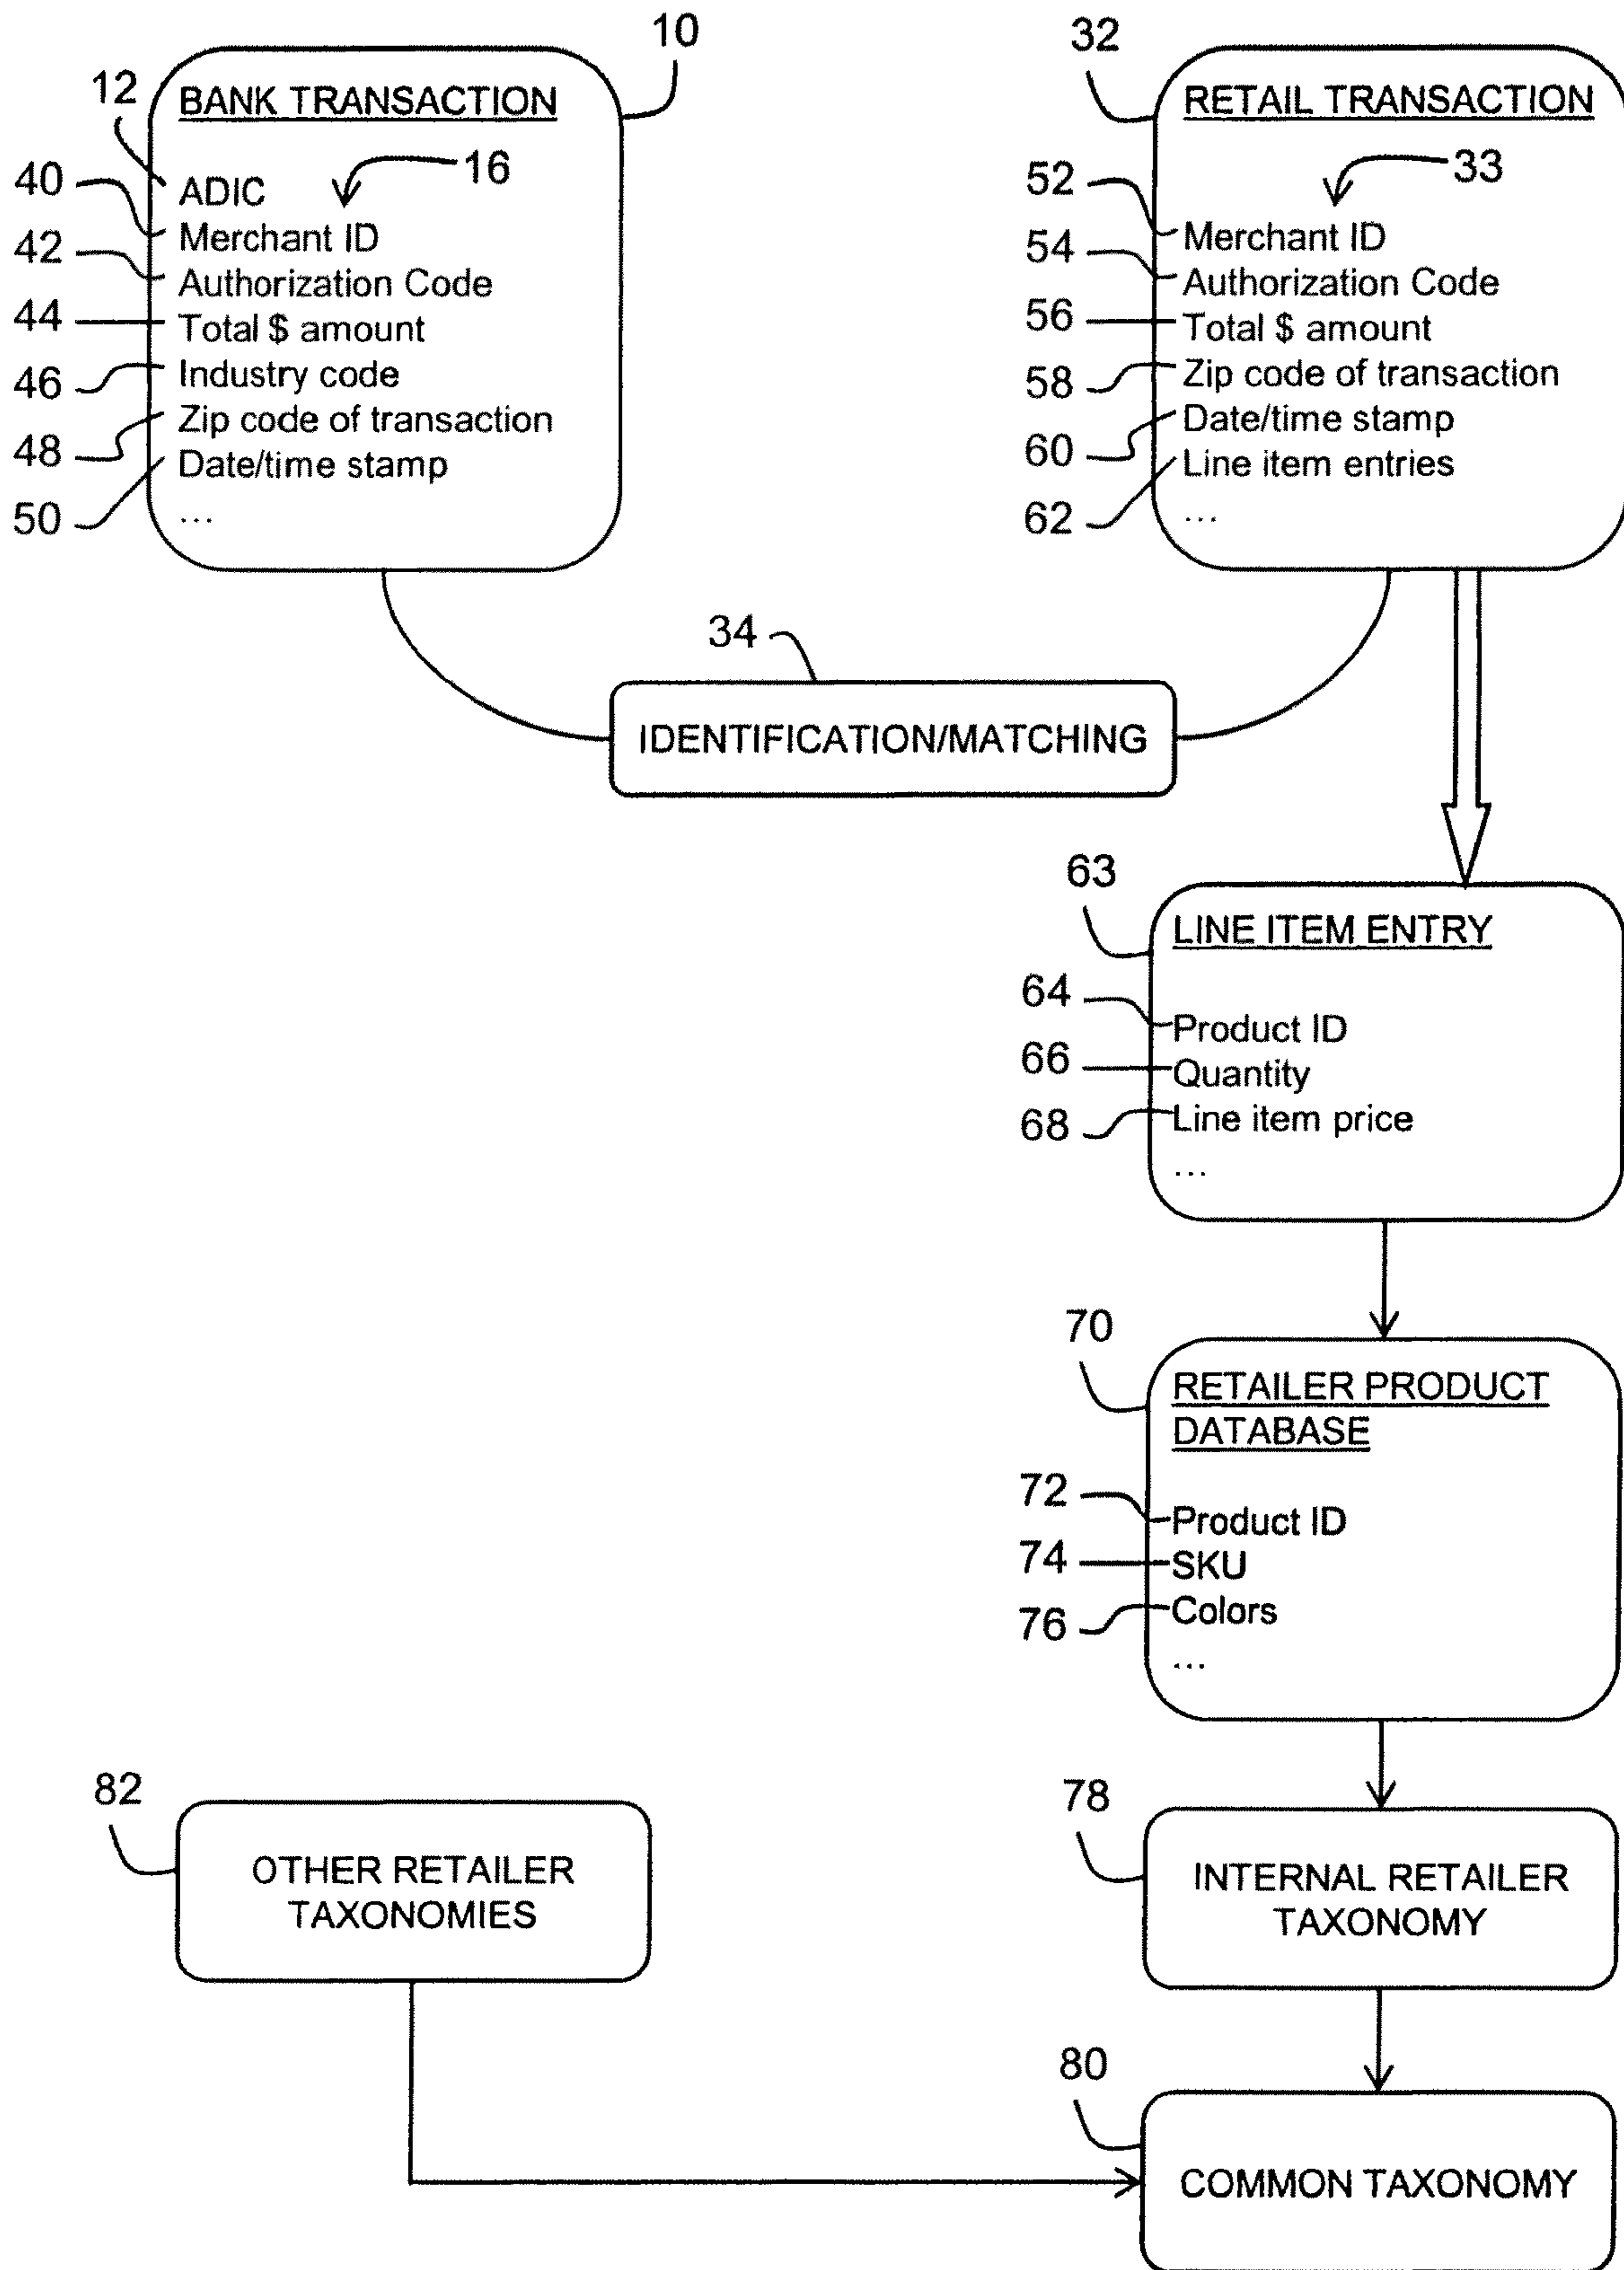 10
12
BANK TRANSACTION
16
ADIC
40
Merchant ID
42
Authorization Code
44
Total $ amount
46
Industry code
48
Zip code of transaction
50
Date/time stamp
...
32
RETAIL TRANSACTION
33
52
Merchant ID
54
Authorization Code
56
Total $ amount
58
Zip code of transaction
60
Date/time stamp
62
Line item entries
...
34
IDENTIFICATION/MATCHING
63
LINE ITEM ENTRY
64
Product ID
66
Quantity
68
Line item price
...
70
RETAILER PRODUCT
DATABASE
72
Product ID
74
SKU
76
Colors
...
82
OTHER RETAILER
TAXONOMIES
78
INTERNAL RETAILER
TAXONOMY
80
COMMON TAXONOMY